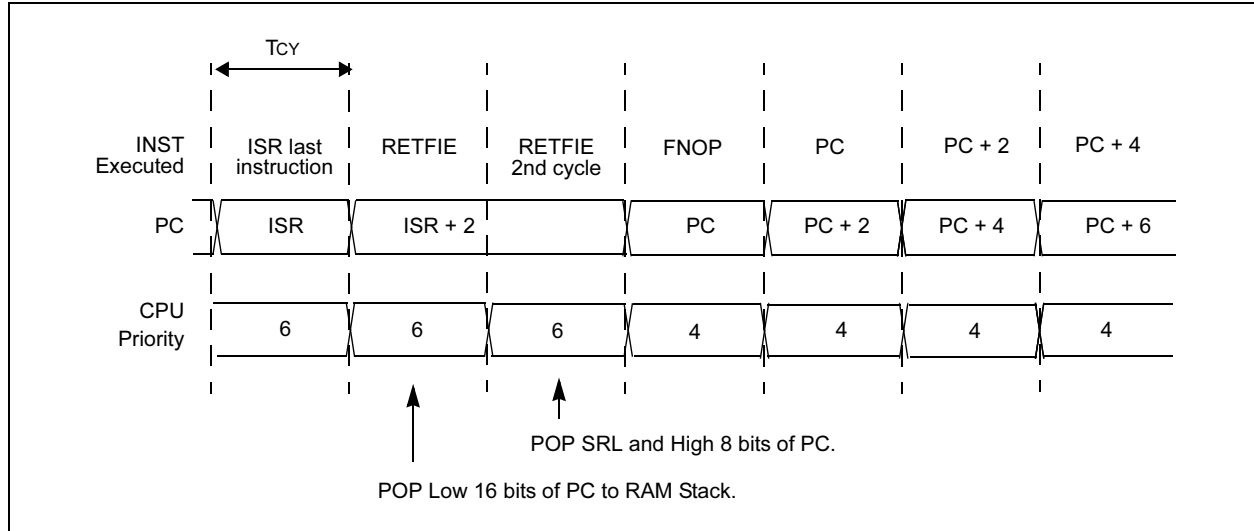 TCY
INST
Executed
ISR last
instruction
RETFIE
RETFIE
2nd cycle
FNOP
PC
PC + 2
PC + 4
PC
ISR
ISR + 2
PC
PC + 2
PC + 4
PC + 6
CPU
Priority
6
6
6
4
4
4
4
POP SRL and High 8 bits of PC.
POP Low 16 bits of PC to RAM Stack.